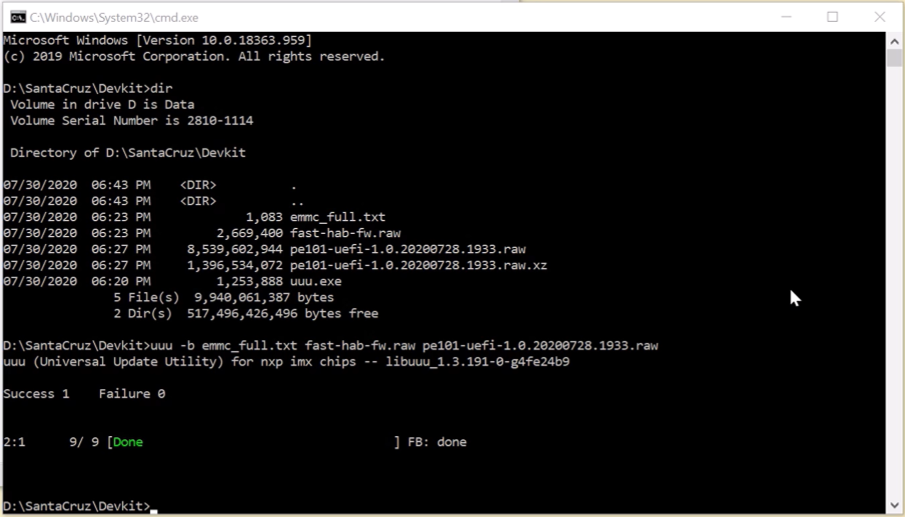 C:\Windows\System32\cmd.exe
Microsoft Windows [Version 10.0.18363.959]
(c) 2019 Microsoft Corporation. All rights reserved.
D:\SantaCruz\Devkit>dir
Volume in drive D is Data
Volume Serial Number is 2810-1114
Directory of D:\SantaCruz\Devkit
07/30/2020  06:43 PM    <DIR>          .
07/30/2020  06:43 PM    <DIR>          ..
07/30/2020  06:23 PM             1,083 emmc_full.txt
07/30/2020  06:23 PM         2,669,400 fast-hab-fw.raw
07/30/2020  06:27 PM     8,539,602,944 pe101-uefi-1.0.20200728.1933.raw
07/30/2020  06:27 PM     1,396,534,072 pe101-uefi-1.0.20200728.1933.raw.xz
07/30/2020  06:20 PM         1,253,888 uuu.exe
5 File(s)  9,940,061,387 bytes
2 Dir(s)  517,496,426,496 bytes free
D:\SantaCruz\Devkit>uuu -b emmc_full.txt fast-hab-fw.raw pe101-uefi-1.0.20200728.1933.raw
uuu (Universal Update Utility) for nxp imx chips -- libuuu_1.3.191-0-g4fe24b9
Success 1    Failure 0
2:1      9/ 9 [Done                               ] FB: done
D:\SantaCruz\Devkit>